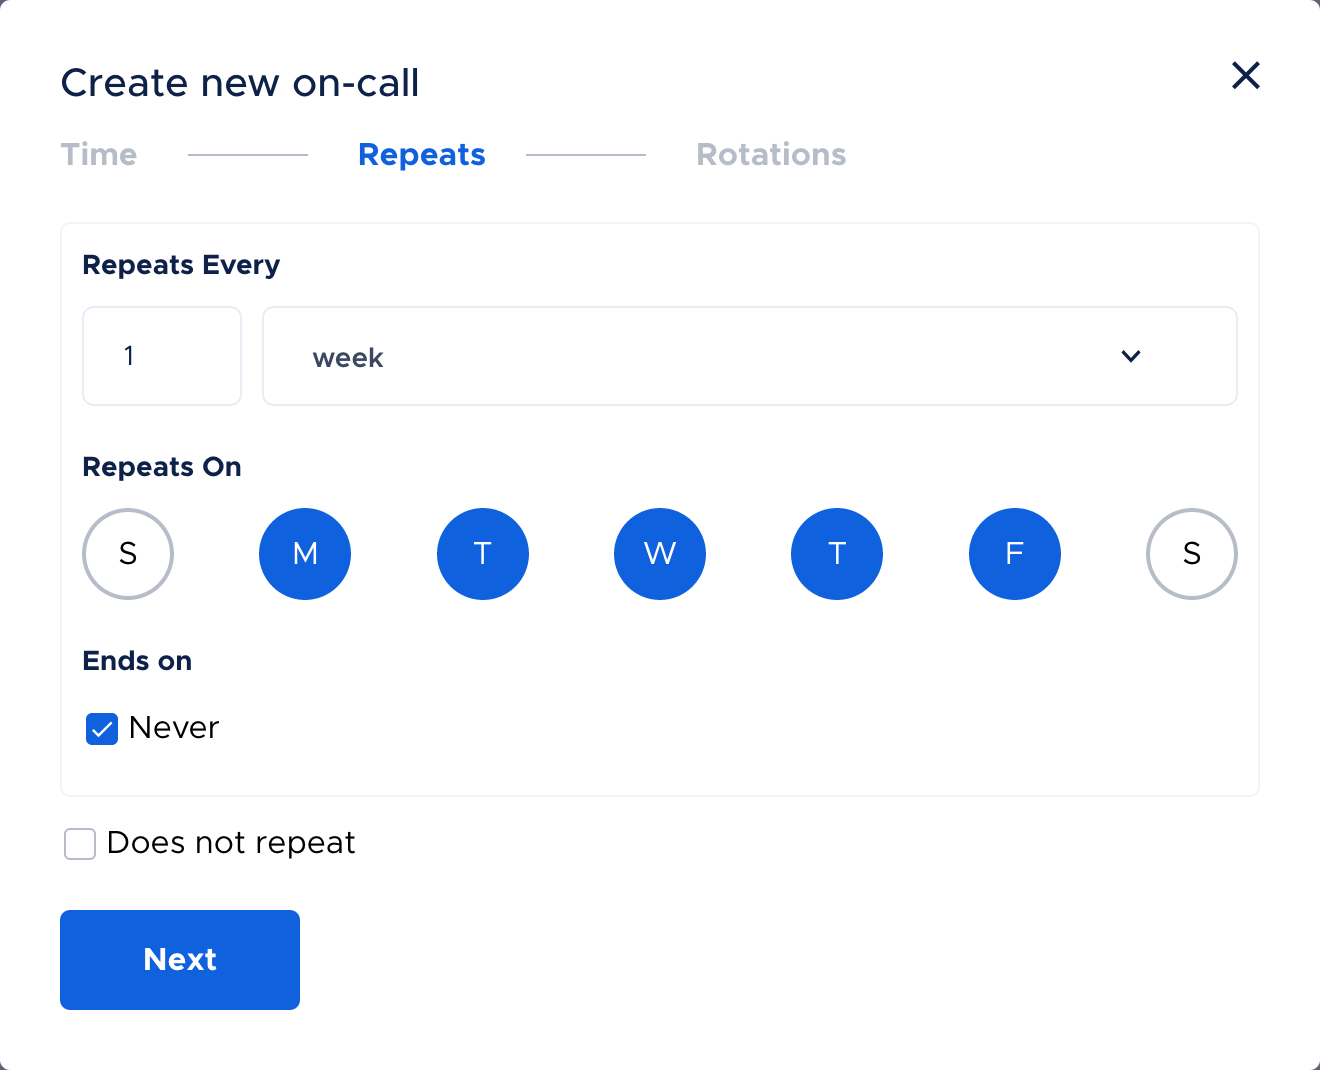 Create new on-call
Time Repeats Rotations
Repeats Every
1 week
Repeats On
S M T W T F S
Ends on
Never
Does not repeat
Next